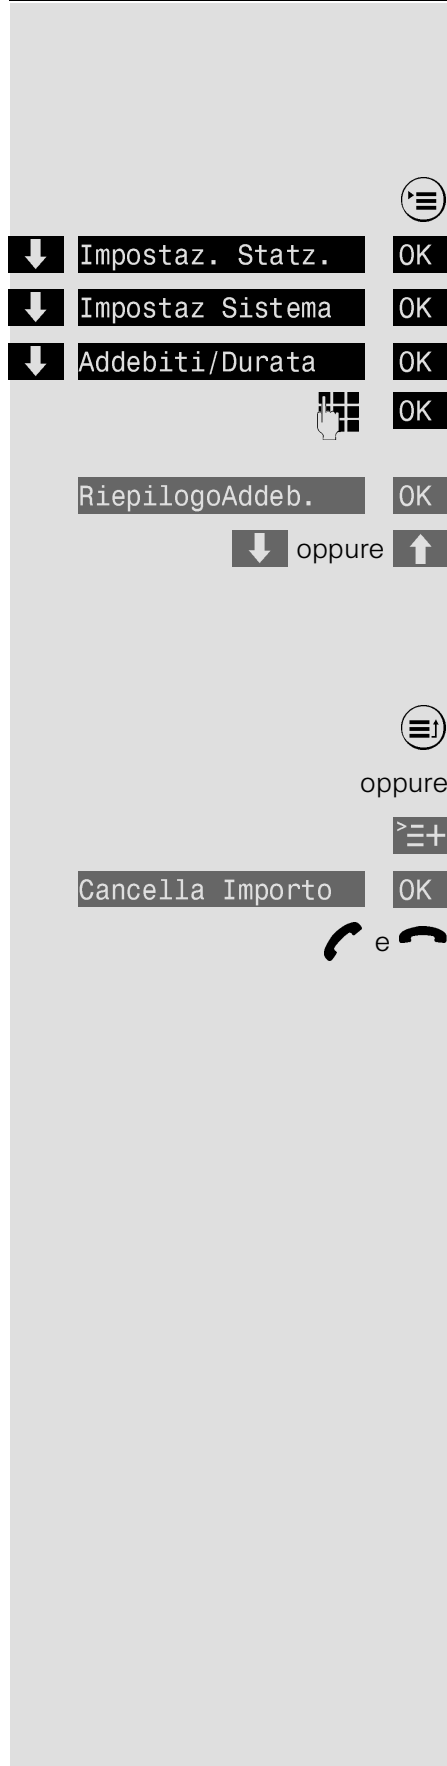 Impostaz. Statz. OK
Impostaz Sistema OK
Addebiti/Durata OK
OK
RiepilogoAddeb. OK
oppure
oppure
Cancella Importo OK
e